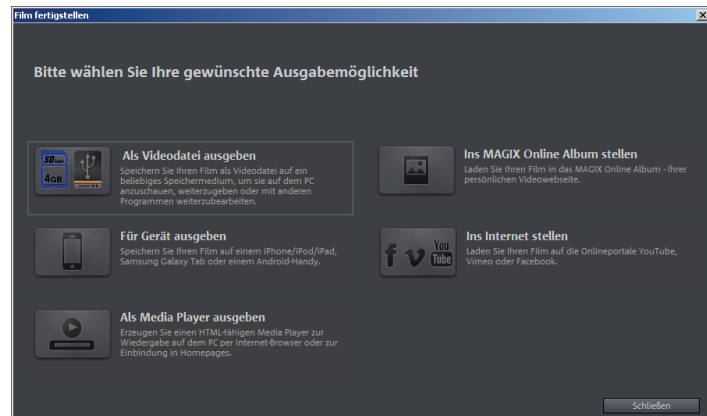 Film fertigstellen
Bitte wählen Sie Ihre gewünschte Ausgabemöglichkeit
SD
4GB
Als Videodatei ausgeben
Speichern Sie Ihren Film als Videodatei auf ein
beliebiges Speichermedium, um sie auf dem PC
anzuschauen, weiterzugeben oder mit anderen
Programmen weiterzubearbeiten.
Für Gerät ausgeben
Speichern Sie Ihren Film auf einem iPhone/iPod/iPad,
Samsung Galaxy Tab oder einem Android-Handy.
Als Media Player ausgeben
Erzeugen Sie einen HTML-fähigen Media Player zur
Wiedergabe auf dem PC per Internet-Browser oder zur
Einbindung in Homepages.
Ins MAGIX Online Album stellen
Laden Sie Ihren Film in das MAGIX Online Album - Ihrer
persönlichen Videowebseite.
f v You
Tube
Ins Internet stellen
Laden Sie Ihren Film auf die Onlineportale YouTube,
Vimeo oder Facebook.
Schließen